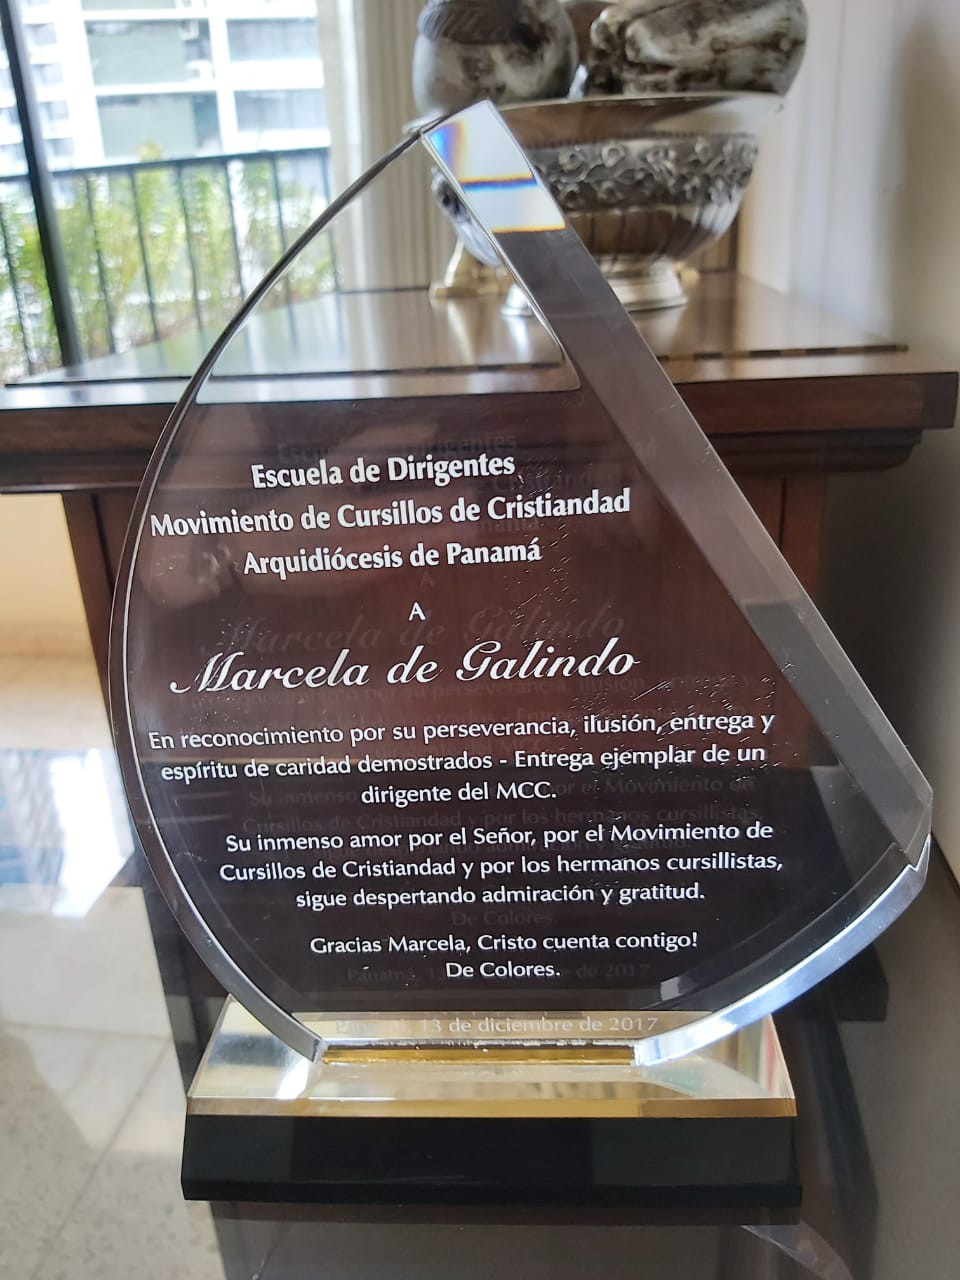 Escuela de Dirigentes
Movimiento de Cursillos de Cristiandad
Arquidiócesis de Panamá
A
Marcela de Galindo
En reconocimiento por su perseverancia, ilusión, entrega y
espíritu de caridad demostrados - Entrega ejemplar de un
dirigente del MCC.
Su inmenso amor por el Señor, por el Movimiento de
Cursillos de Cristiandad y por los hermanos cursillistas,
sigue despertando admiración y gratitud.
Gracias Marcela, Cristo cuenta contigo!
De Colores.
Panamá, 13 de diciembre de 2017